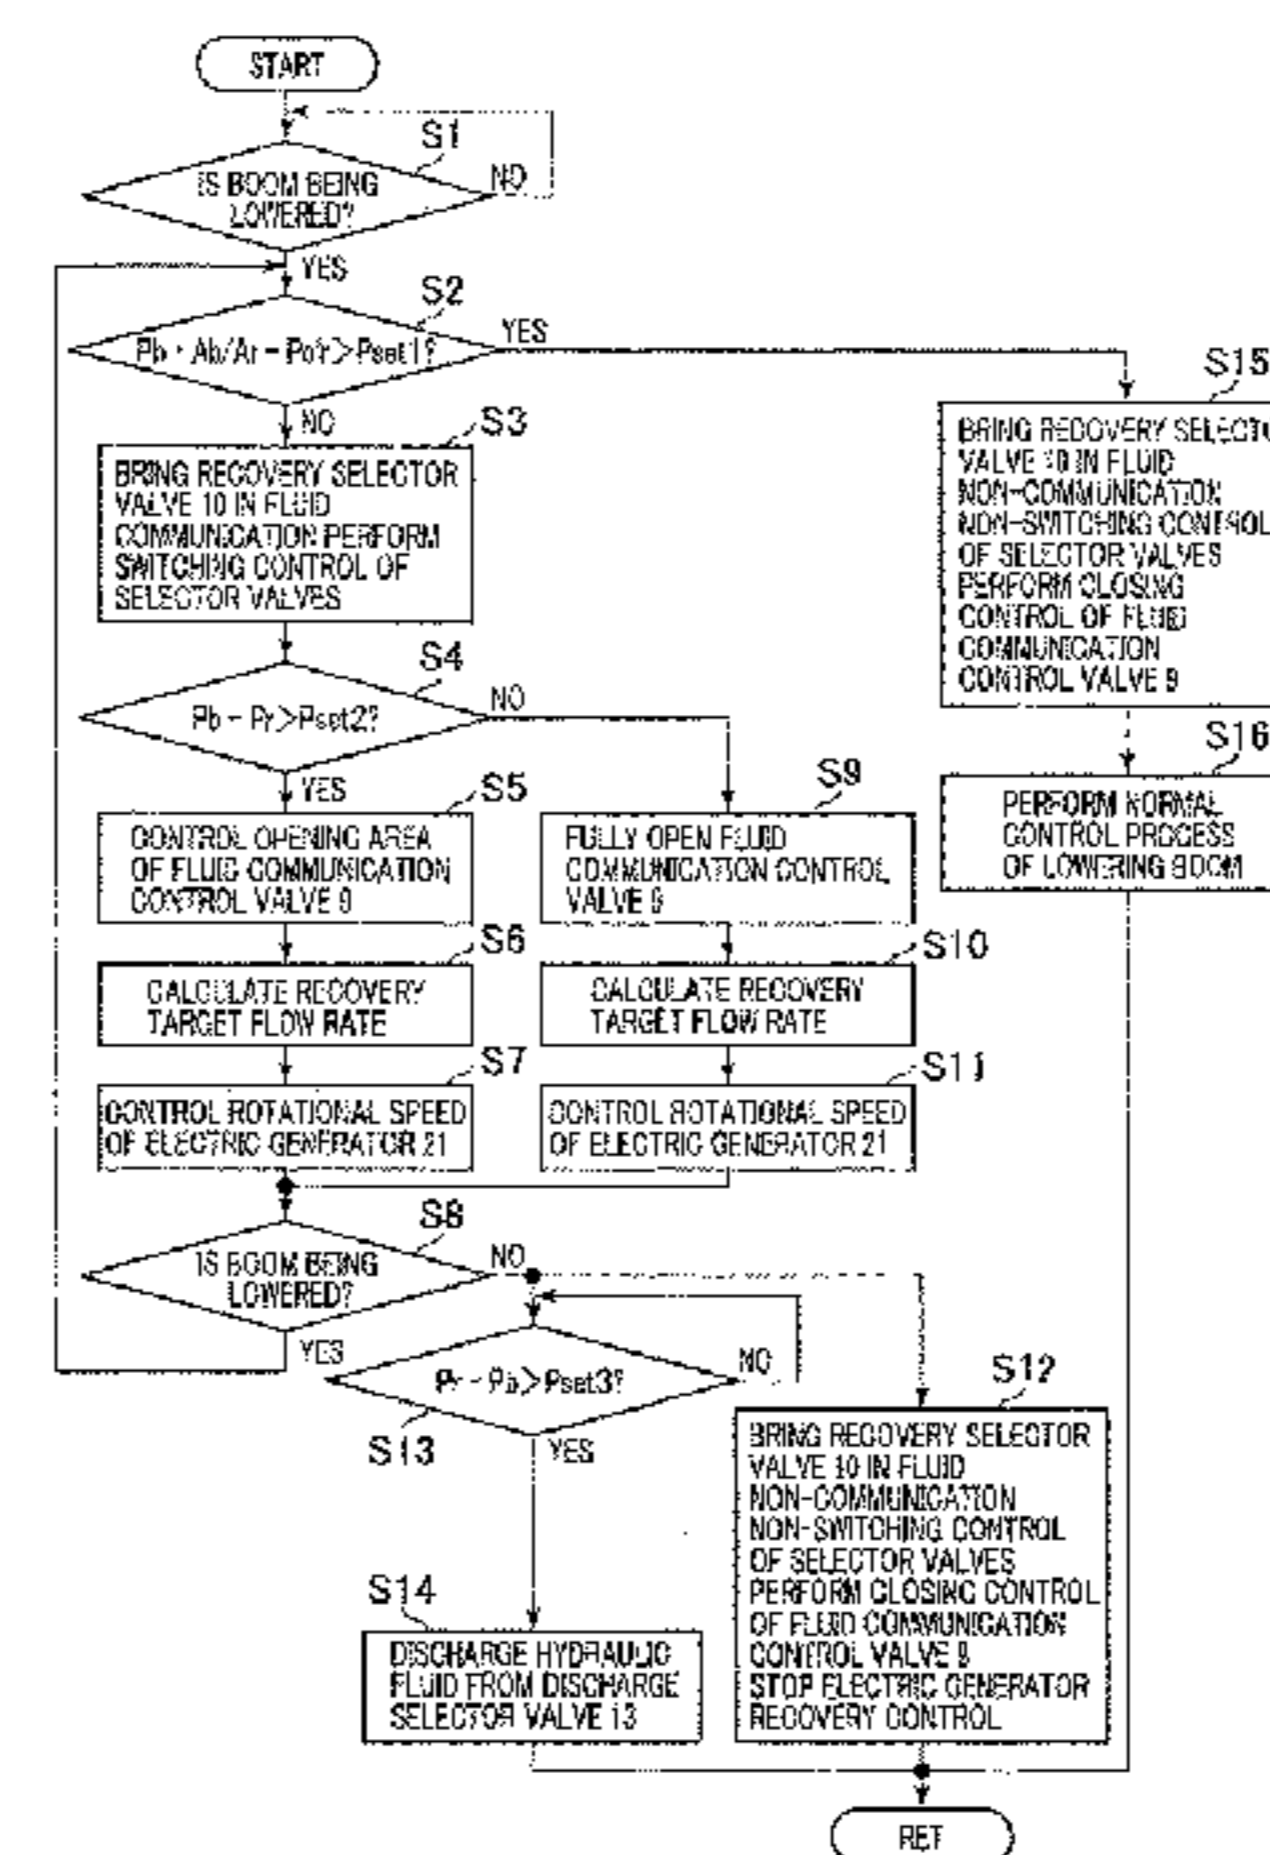 START
S1
NO
IS BOOM BEING
LOWERED?
YES
S2
YES
S3
NO
BRING RECOVERY SELECTOR
VALVE 10 IN FLUID
COMMUNICATION PERFORM
SWITCHING CONTROL OF
SELECTOR VALVES
S15
BRING RECOVERY
VALVE 10 IN FLUID
NON-COMMUNICATION
NON-SWITCHING CONTROL
OF SELECTOR VALVES
PERFORM CLOSING
CONTROL OF FLUID
COMMUNICATION
CONTROL VALVE 9
S4
NO
Pb - Pr>Pset2?
YES
S5
CONTROL OPENING AREA
OF FLUID COMMUNICATION
CONTROL VALVE 9
S9
FULLY OPEN FLUID
COMMUNICATION CONTROL
VALVE 9
S16
PERFORM NORMAL
CONTROL PROCESS
OF LOWERING BOOM
S6
CALCULATE RECOVERY
TARGET FLOW RATE
S10
CALCULATE RECOVERY
TARGET FLOW RATE
S7
CONTROL ROTATIONAL SPEED
OF ELECTRIC GENERATOR 21
S11
CONTROL ROTATIONAL SPEED
OF ELECTRIC GENERATOR 21
S8
NO
IS BOOM BEING
LOWERED?
YES
NO
Pr - Pb>Pset3?
S13
YES
S12
BRING RECOVERY SELECTOR
VALVE 10 IN FLUID
NON-COMMUNICATION
NON-SWITCHING CONTROL
OF SELECTOR VALVES
PERFORM CLOSING CONTROL
OF FLUID COMMUNICATION
CONTROL VALVE 9
STOP ELECTRIC GENERATOR
RECOVERY CONTROL
S14
DISCHARGE HYDRAULIC
FLUID FROM DISCHARGE
SELECTOR VALVE 13
RET